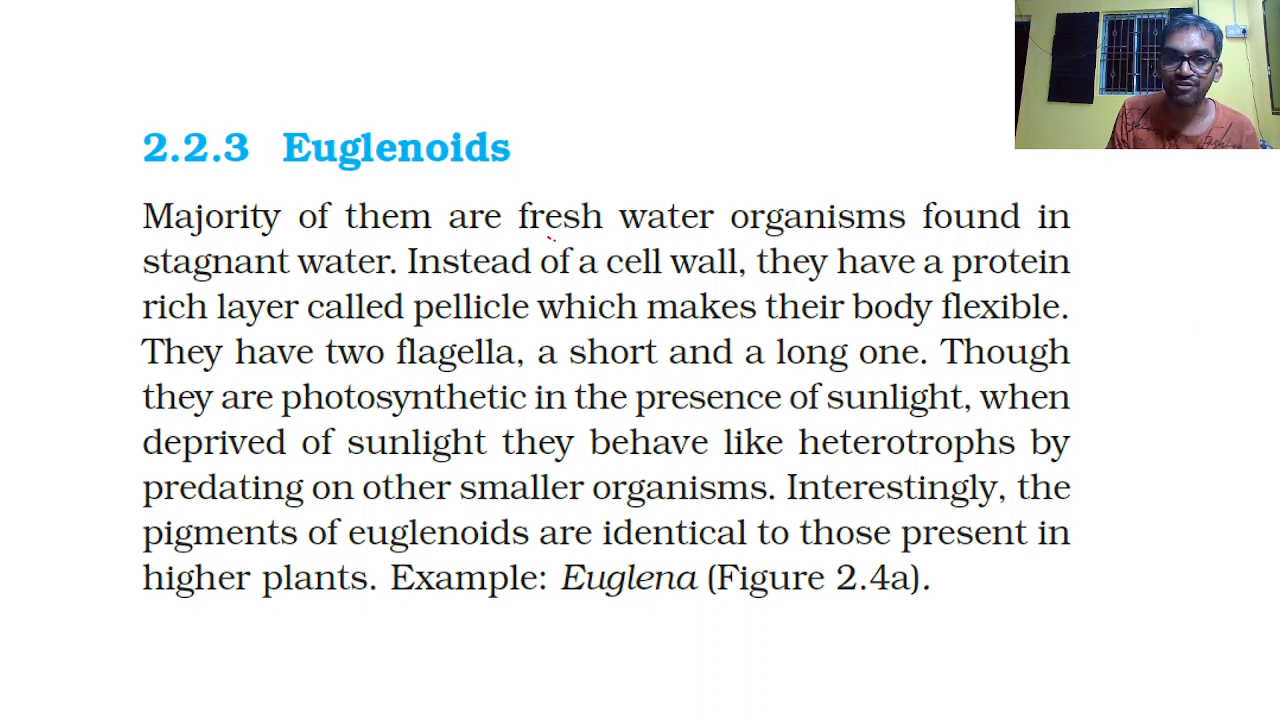 2.2.3 Euglenoids
Majority of them are fresh water organisms found in
stagnant water. Instead of a cell wall, they have a protein
rich layer called pellicle which makes their body flexible.
They have two flagella, a short and a long one. Though
they are photosynthetic in the presence of sunlight, when
deprived of sunlight they behave like heterotrophs by
predating on other smaller organisms. Interestingly, the
pigments of euglenoids are identical to those present in
higher plants. Example: Euglena (Figure 2.4a).